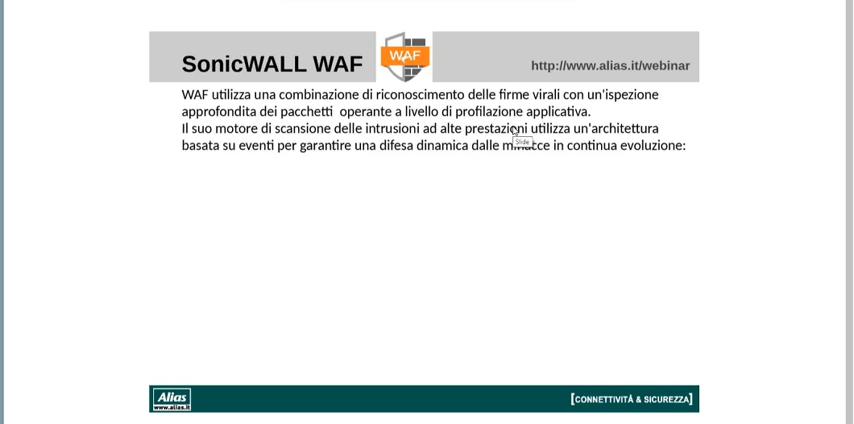 SonicWALL WAF
WAF
http://www.alias.it/webinar
WAF utilizza una combinazione di riconoscimento delle firme virali con un'ispezione
approfondita dei pacchetti operante a livello di profilazione applicativa.
Il suo motore di scansione delle intrusioni ad alte prestazioni utilizza un'architettura
basata su eventi per garantire una difesa dinamica dalle minacce in continua evoluzione:
Slide
Alias
www.alias.it
[CONNETTIVITÀ & SICUREZZA]